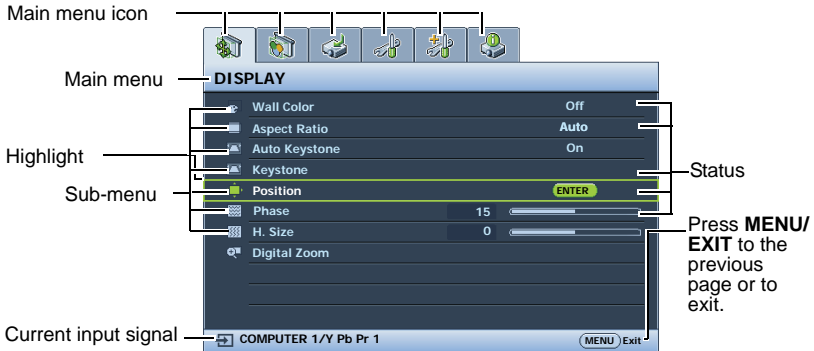 Main menu icon
Main menu
DISPLAY
Wall Color Off
Aspect Ratio Auto
Auto Keystone On
Highlight
Keystone
Status
Sub-menu
Position ENTER
Phase 15
H. Size 0
Digital Zoom
Press MENU/
EXIT to the
previous
page or to
exit.
Current input signal
COMPUTER 1/Y Pb Pr 1
MENU Exit